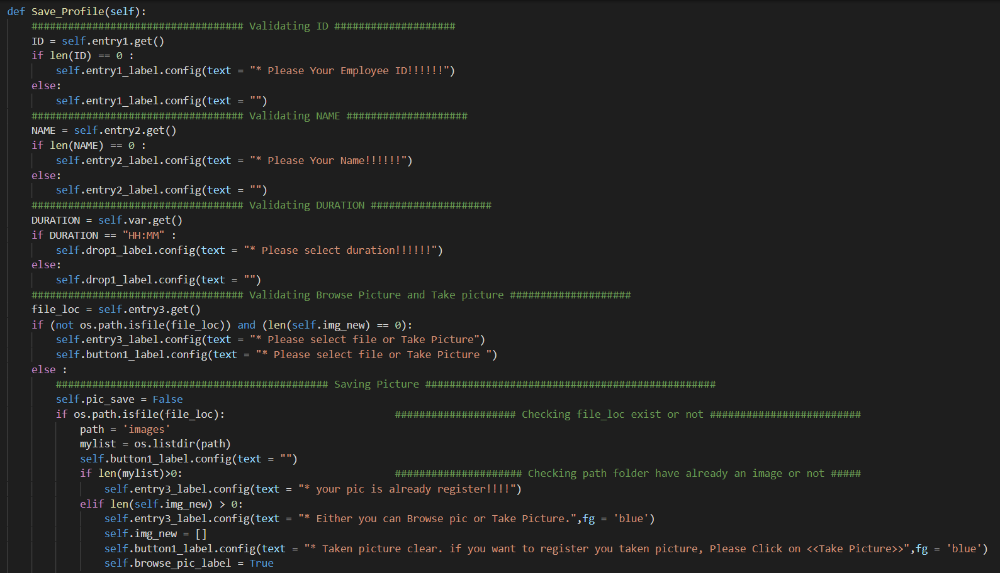 def Save_Profile(self):
    ################################### Validating ID ####################
    ID = self.entry1.get()
    if len(ID) == 0 :
        self.entry1_label.config(text = "* Please Your Employee ID!!!!!!")
    else:
        self.entry1_label.config(text = "")
    ################################### Validating NAME ####################
    NAME = self.entry2.get()
    if len(NAME) == 0 :
        self.entry2_label.config(text = "* Please Your Name!!!!!!")
    else:
        self.entry2_label.config(text = "")
    ################################### Validating DURATION ####################
    DURATION = self.var.get()
    if DURATION == "HH:MM" :
        self.drop1_label.config(text = "* Please select duration!!!!!!")
    else:
        self.drop1_label.config(text = "")
    ################################### Validating Browse Picture and Take picture ####################
    file_loc = self.entry3.get()
    if (not os.path.isfile(file_loc)) and (len(self.img_new) == 0):
        self.entry3_label.config(text = "* Please select file or Take Picture")
        self.button1_label.config(text = "* Please select file or Take Picture ")
    else :
        ############################################# Saving Picture ################################################
        self.pic_save = False
        if os.path.isfile(file_loc):                            #################### Checking file_loc exist or not #########################
            path = 'images'
            mylist = os.listdir(path)
            self.button1_label.config(text = "")
            if len(mylist)>0:                                   ##################### Checking path folder have already an image or not #####
                self.entry3_label.config(text = "* your pic is already register!!!!")
            elif len(self.img_new) > 0:
                self.entry3_label.config(text = "* Either you can Browse pic or Take Picture.",fg = 'blue')
                self.img_new = []
                self.button1_label.config(text = "* Taken picture clear. if you want to register you taken picture, Please Click on <<Take Picture>>",fg = 'blue')
                self.browse_pic_label = True